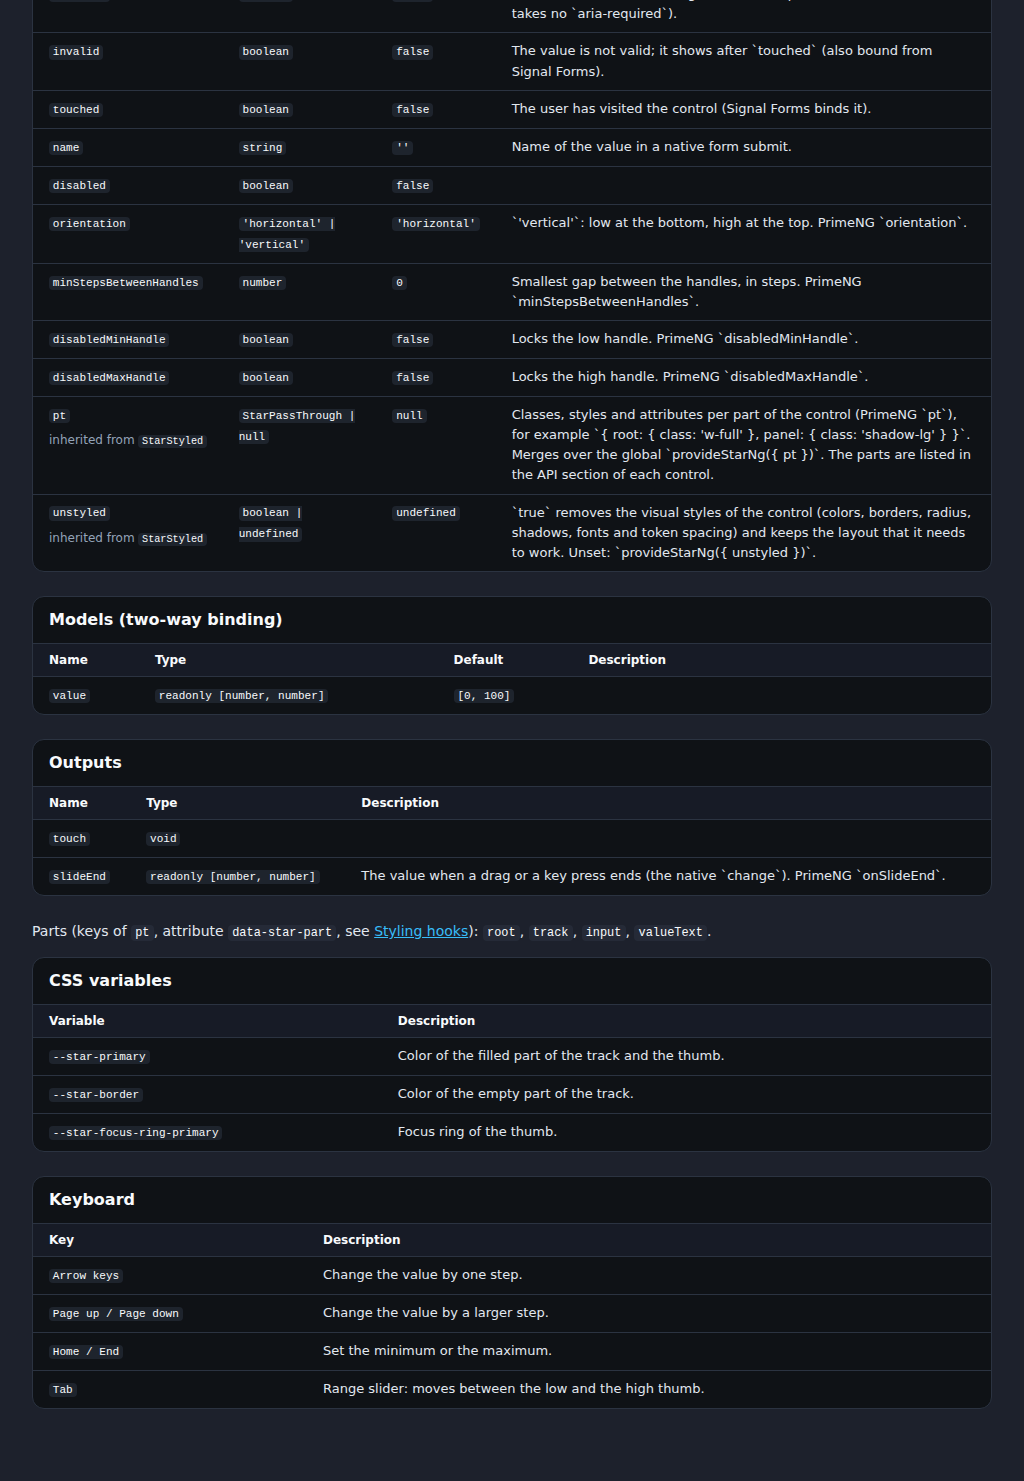 takes no `aria-required`).
invalid boolean false The value is not valid; it shows after `touched` (also bound from
Signal Forms).
touched boolean false The user has visited the control (Signal Forms binds it).
name string '' Name of the value in a native form submit.
disabled boolean false
orientation 'horizontal' | 'horizontal' `'vertical'`: low at the bottom, high at the top. PrimeNG `orientation`.
'vertical'
minStepsBetweenHandles number 0 Smallest gap between the handles, in steps. PrimeNG
`minStepsBetweenHandles`.
disabledMinHandle boolean false Locks the low handle. PrimeNG `disabledMinHandle`.
disabledMaxHandle boolean false Locks the high handle. PrimeNG `disabledMaxHandle`.
pt StarPassThrough | null Classes, styles and attributes per part of the control (PrimeNG `pt`),
inherited from StarStyled null for example `{ root: { class: 'w-full' }, panel: { class: 'shadow-lg' } }`.
Merges over the global `provideStarNg({ pt })`. The parts are listed in
the API section of each control.
unstyled boolean | undefined `true` removes the visual styles of the control (colors, borders, radius,
inherited from StarStyled undefined shadows, fonts and token spacing) and keeps the layout that it needs
to work. Unset: `provideStarNg({ unstyled })`.
Models (two-way binding)
Name Type Default Description
value readonly [number, number] [0, 100]
Outputs
Name Type Description
touch void
slideEnd readonly [number, number] The value when a drag or a key press ends (the native `change`). PrimeNG `onSlideEnd`.
Parts (keys of pt, attribute data-star-part, see Styling hooks): root, track, input, valueText.
CSS variables
Variable Description
--star-primary Color of the filled part of the track and the thumb.
--star-border Color of the empty part of the track.
--star-focus-ring-primary Focus ring of the thumb.
Keyboard
Key Description
Arrow keys Change the value by one step.
Page up / Page down Change the value by a larger step.
Home / End Set the minimum or the maximum.
Tab Range slider: moves between the low and the high thumb.